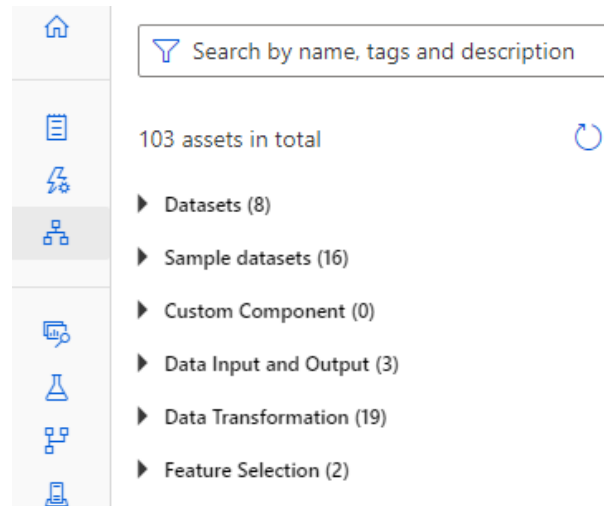 Search by name, tags and description
103 assets in total
Datasets (8)
Sample datasets (16)
Custom Component (0)
Data Input and Output (3)
Data Transformation (19)
Feature Selection (2)